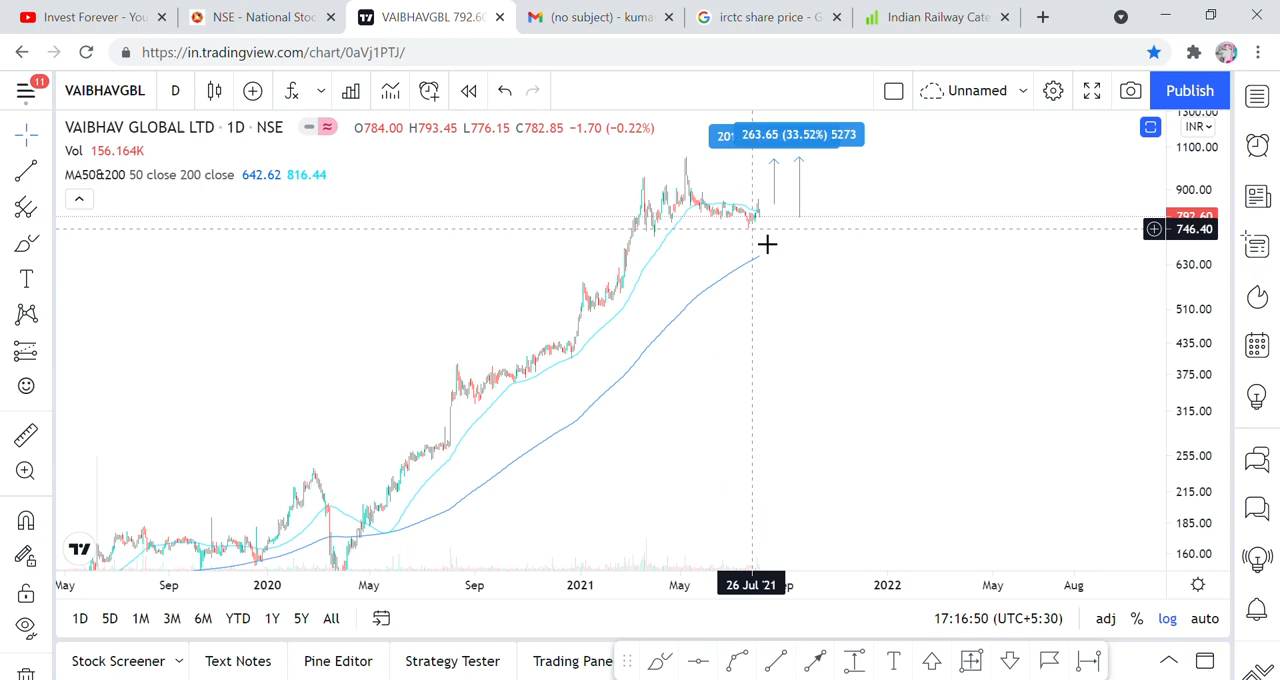 Invest Forever - You
NSE - National Stoc
VAIBHAVGBL 792.60
(no subject) - kuma
irctc share price - G
Indian Railway Cate
https://in.tradingview.com/chart/0aVj1PTJ/
11
VAIBHAVGBL
D
Unnamed
Publish
VAIBHAV GLOBAL LTD · 1D · NSE
O784.00 H793.45 L776.15 C782.85 −1.70 (−0.22%)
Vol 156.164K
MA50&200 50 close 200 close 642.62 816.44
263.65 (33.52%) 5273
1300.00
INR
1100.00
900.00
792.60
746.40
630.00
510.00
435.00
375.00
315.00
255.00
215.00
185.00
160.00
May
Sep
2020
May
Sep
2021
May
26 Jul '21
2022
May
Aug
1D 5D 1M 3M 6M YTD 1Y 5Y All
17:16:50 (UTC+5:30)
adj % log auto
Stock Screener
Text Notes
Pine Editor
Strategy Tester
Trading Pane